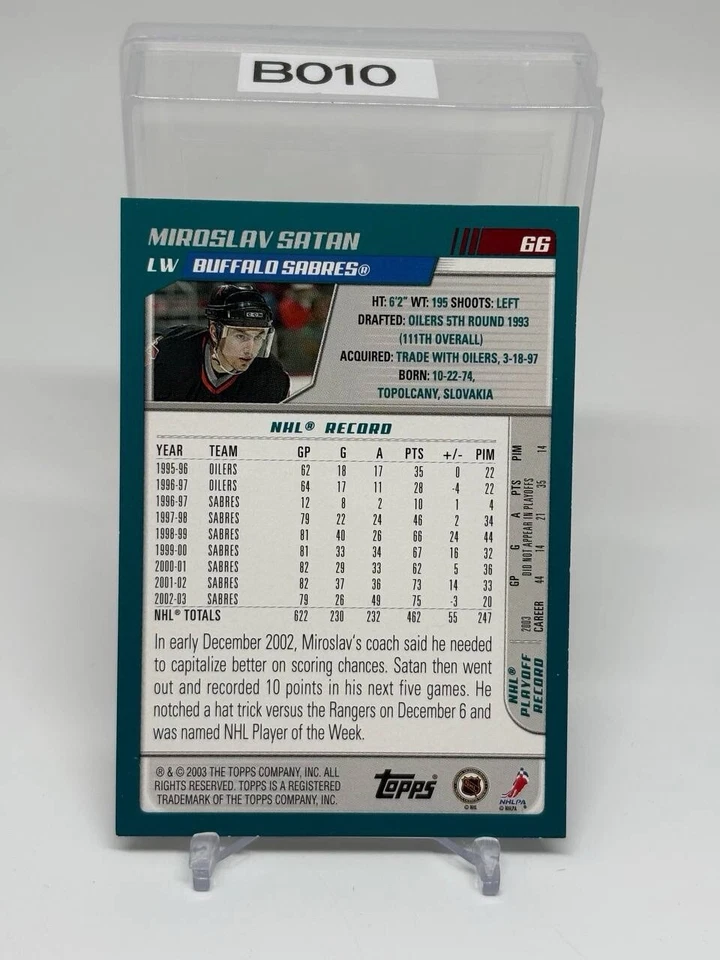 B010
MIROSLAV SATAN 66
LW BUFFALO SABRES®
HT: 6'2" WT: 195 SHOOTS: LEFT
DRAFTED: OILERS 5TH ROUND 1993
(111TH OVERALL)
ACQUIRED: TRADE WITH OILERS, 3-18-97
BORN: 10-22-74,
TOPOLCANY, SLOVAKIA
NHL® RECORD
YEAR TEAM GP G A PTS +/- PIM
1995-96 OILERS 62 18 17 35 0 22
1996-97 OILERS 64 17 11 28 -4 22
1996-97 SABRES 12 8 2 10 1 4
1997-98 SABRES 79 22 24 46 2 34
1998-99 SABRES 81 40 26 66 24 44
1999-00 SABRES 81 33 34 67 16 32
2000-01 SABRES 82 29 33 62 5 36
2001-02 SABRES 82 37 36 73 14 33
2002-03 SABRES 79 26 49 75 -3 20
NHL® TOTALS 622 230 232 462 55 247
NHL®
PLAYOFF
RECORD
GP G A PTS PIM
2003 DID NOT APPEAR IN PLAYOFFS
CAREER 44 14 21 35 14
In early December 2002, Miroslav's coach said he needed
to capitalize better on scoring chances. Satan then went
out and recorded 10 points in his next five games. He
notched a hat trick versus the Rangers on December 6 and
was named NHL Player of the Week.
® & © 2003 THE TOPPS COMPANY, INC. ALL
RIGHTS RESERVED. TOPPS IS A REGISTERED
TRADEMARK OF THE TOPPS COMPANY, INC.
Topps®
© NHL
NHLPA
© NHLPA